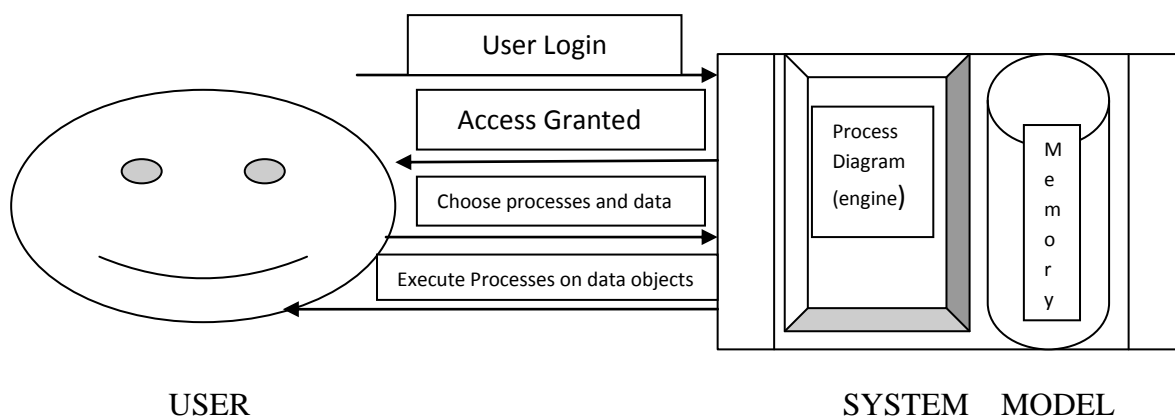 User Login
Access Granted
Choose processes and data
Execute Processes on data objects
Process
Diagram
(engine)
M
e
m
o
r
y
USER
SYSTEM MODEL